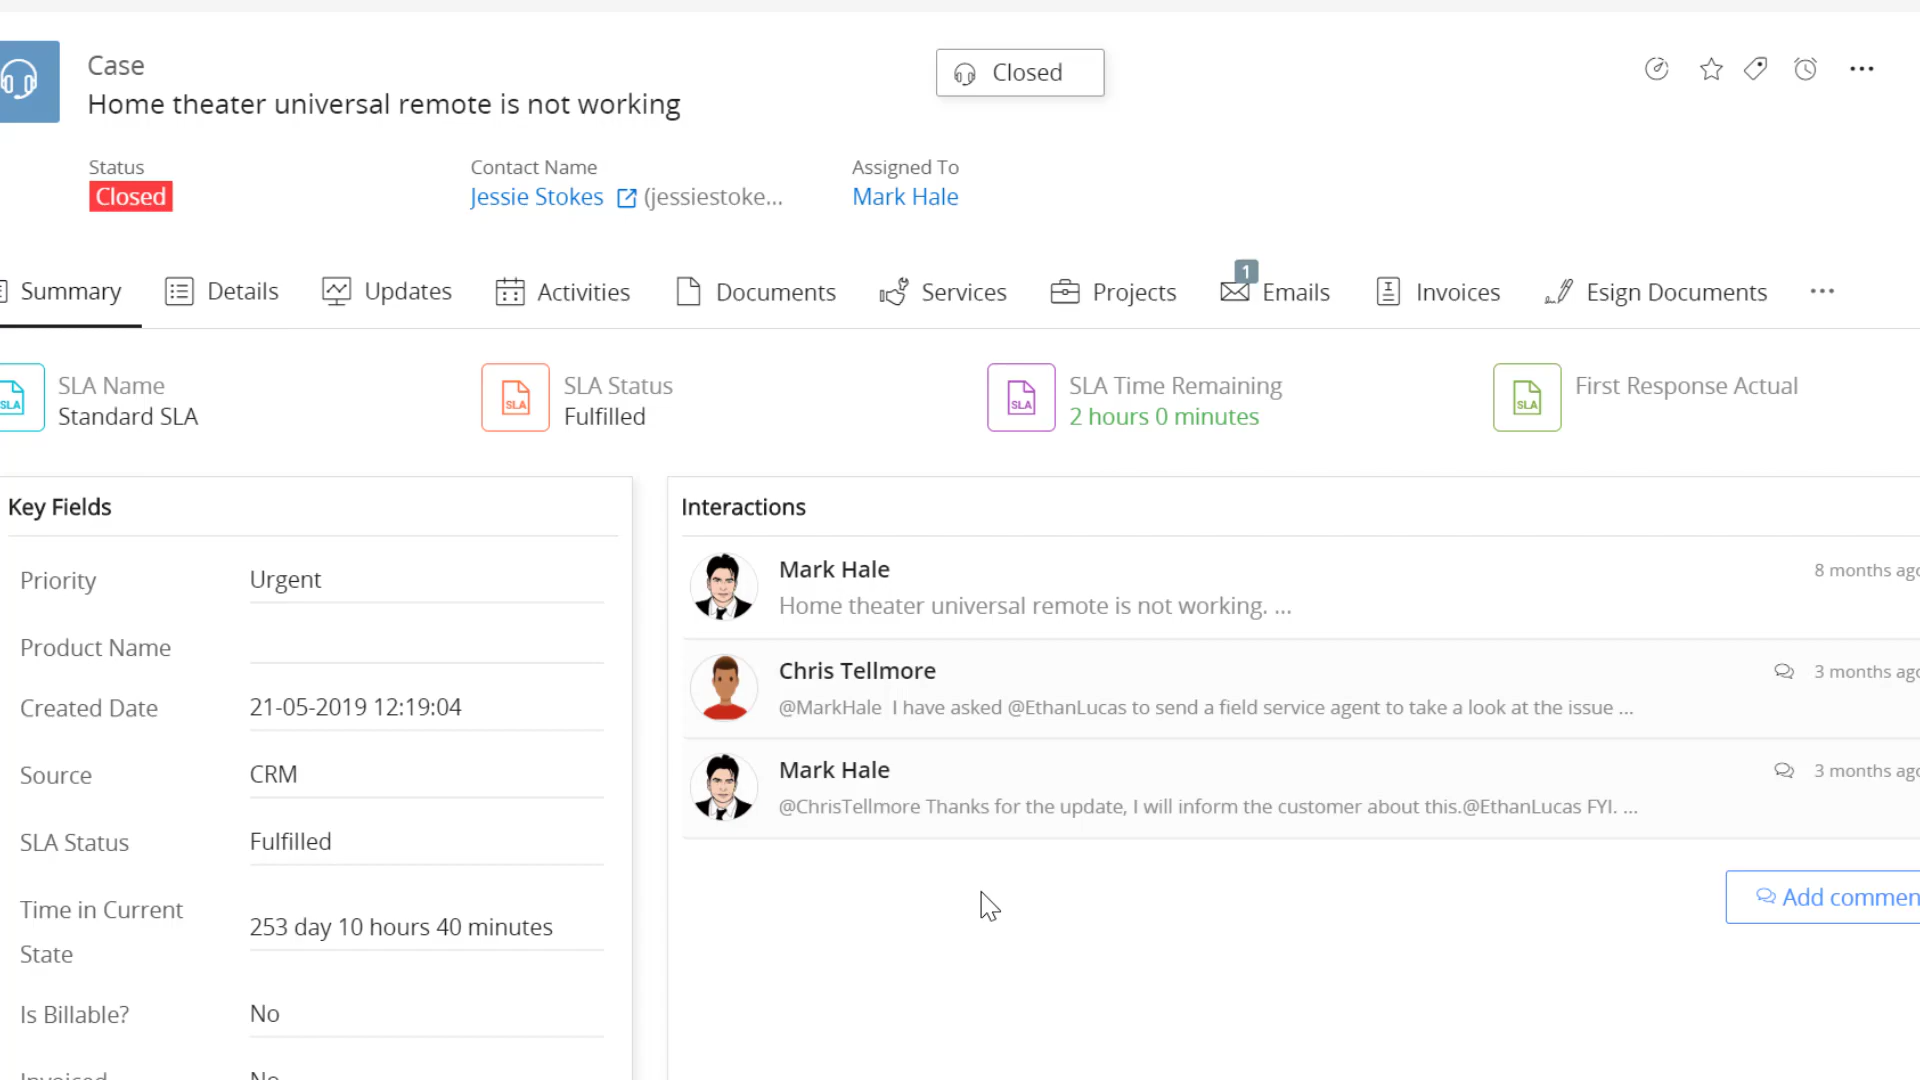 Case
Home theater universal remote is not working
Closed
Status
Closed
Contact Name
Jessie Stokes (jessiestoke...
Assigned To
Mark Hale
Summary
Details
Updates
Activities
Documents
Services
Projects
1
Emails
Invoices
Esign Documents
SLA
SLA Name
Standard SLA
SLA
SLA Status
Fulfilled
SLA
SLA Time Remaining
2 hours 0 minutes
SLA
First Response Actual
Key Fields
Priority Urgent
Product Name
Created Date 21-05-2019 12:19:04
Source CRM
SLA Status Fulfilled
Time in Current
State
253 day 10 hours 40 minutes
Is Billable? No
Invoiced No
Interactions
Mark Hale
8 months ago
Home theater universal remote is not working. ...
Chris Tellmore
3 months ago
@MarkHale I have asked @EthanLucas to send a field service agent to take a look at the issue ...
Mark Hale
3 months ago
@ChrisTellmore Thanks for the update, I will inform the customer about this.@EthanLucas FYI. ...
Add commen